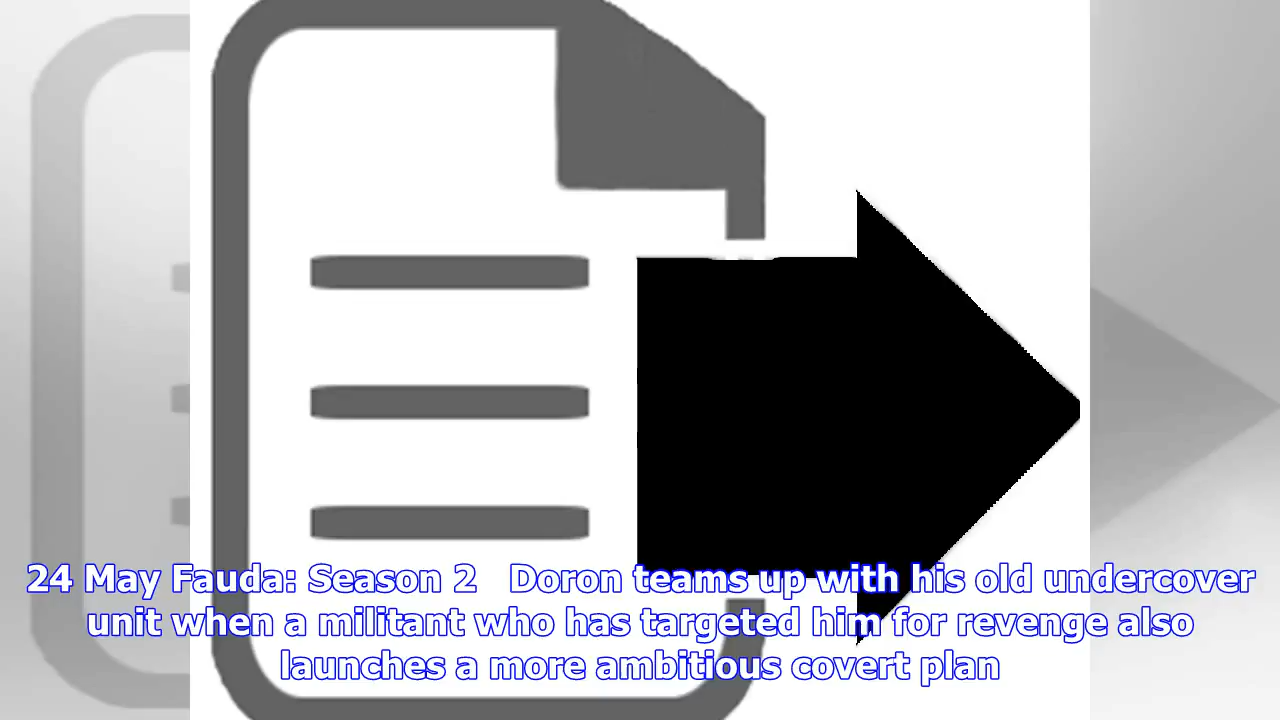 24 May Fauda: Season 2   Doron teams up with his old undercover
unit when a militant who has targeted him for revenge also
launches a more ambitious covert plan